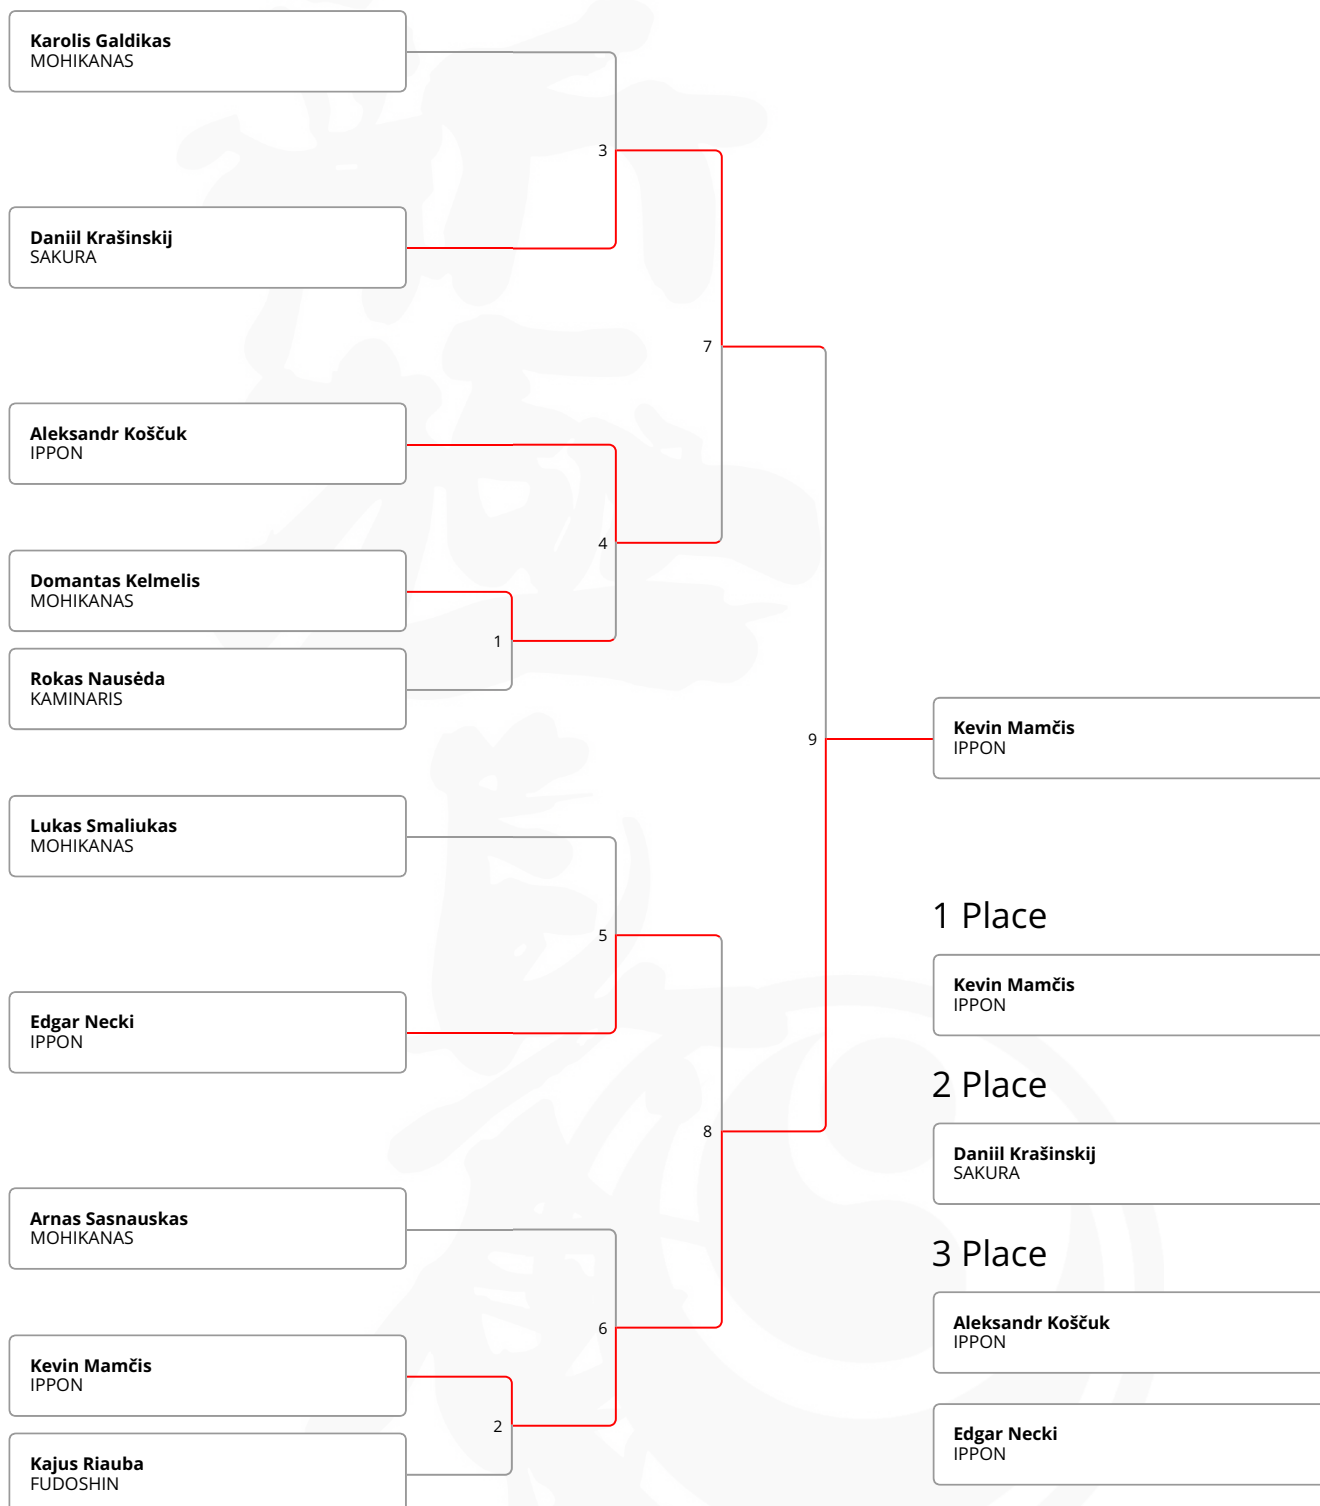 Karolis Galdikas
MOHIKANAS
3
Daniil Krašinskij
SAKURA
7
Aleksandr Koščuk
IPPON
4
Domantas Kelmelis
MOHIKANAS
1
Rokas Nausėda
KAMINARIS
9
Kevin Mamčis
IPPON
Lukas Smaliukas
MOHIKANAS
5
Edgar Necki
IPPON
8
Arnas Sasnauskas
MOHIKANAS
6
Kevin Mamčis
IPPON
2
Kajus Riauba
FUDOSHIN
1 Place
Kevin Mamčis
IPPON
2 Place
Daniil Krašinskij
SAKURA
3 Place
Aleksandr Koščuk
IPPON
Edgar Necki
IPPON